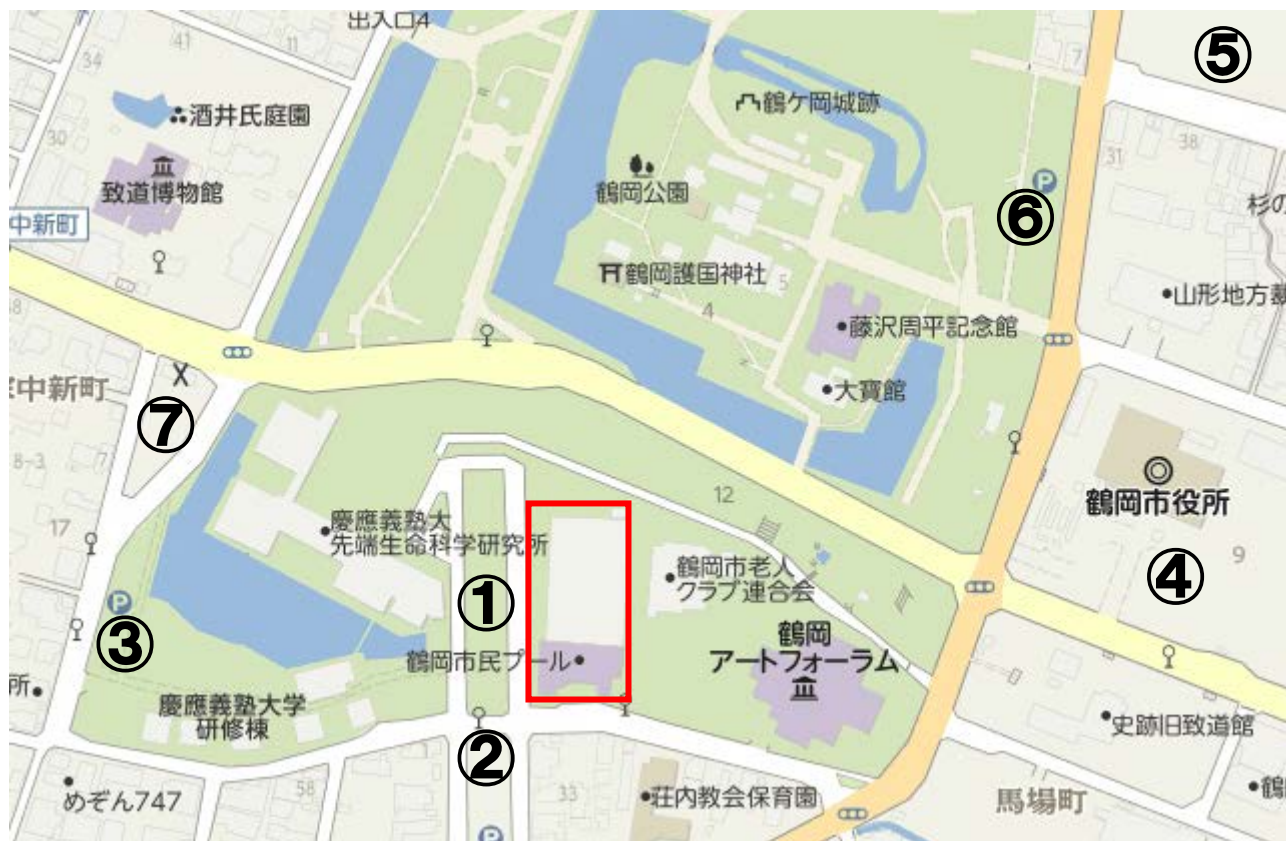 出入口4
41
11
34
7
⑤
酒井氏庭園
鶴ケ岡城跡
38
31
30
致道博物館
鶴岡公園
⑥
杉の
中新町
鶴岡護国神社
5
4
山形地方
藤沢周平記念館
8
中新町
大寶館
⑦
8-3
7
12
鶴岡市役所
17
慶應義塾大
先端生命科学研究所
9
鶴岡市老人
クラブ連合会
④
①
③
鶴岡市民プール
鶴岡
アートフォーラム
所
慶應義塾大学
研修棟
史跡旧致道館
②
58
33
めぞん747
荘内教会保育園
馬場町
鶴